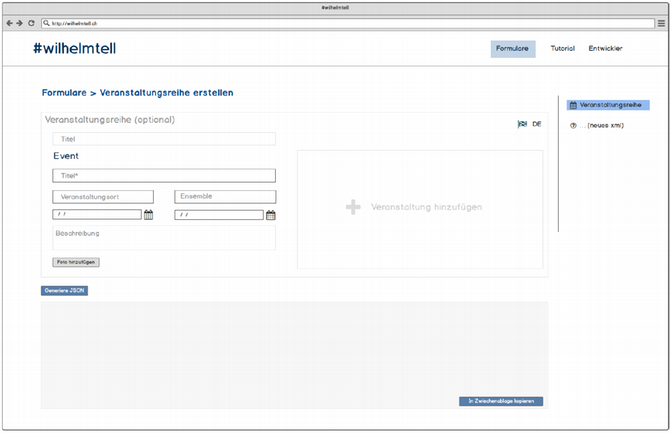 #wilhelmtell
http://wilhelmtell.ch
#wilhelmtell
Formulare
Tutorial
Entwickler
Formulare > Veranstaltungsreihe erstellen
Veranstaltungsreihe (optional)
DE
Titel
Event
Titel*
Veranstaltungsort
Ensemble
/ /
/ /
Beschreibung
Foto hinzufügen
Veranstaltung hinzufügen
Veranstaltungsreihe
... (neues xml)
Generiere JSON
In Zwischenablage kopieren